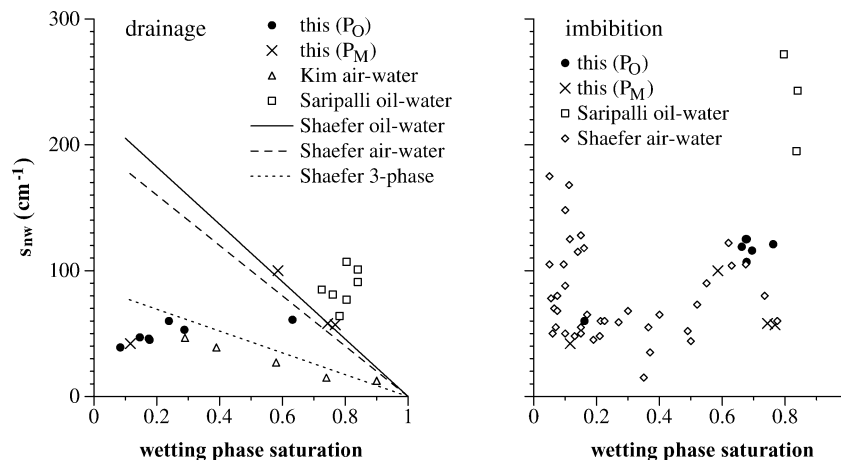 300
200
100
0
s_nw (cm⁻¹)
drainage
this (P_O)
this (P_M)
Kim air-water
Saripalli oil-water
Shaefer oil-water
Shaefer air-water
Shaefer 3-phase
0 0.2 0.4 0.6 0.8 1
wetting phase saturation
imbibition
this (P_O)
this (P_M)
Saripalli oil-water
Shaefer air-water
0 0.2 0.4 0.6 0.8
wetting phase saturation